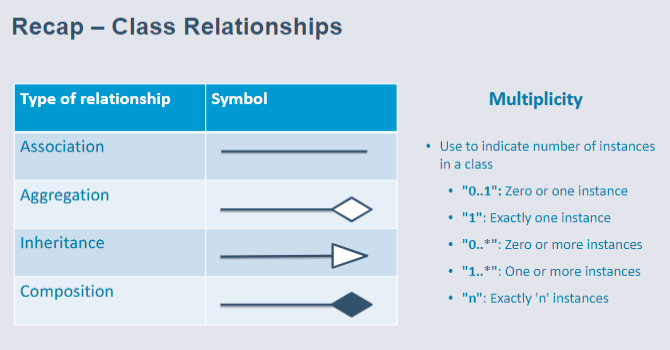 Recap – Class Relationships
Type of relationship
Symbol
Association
Aggregation
Inheritance
Composition
Multiplicity
• Use to indicate number of instances
in a class
• "0..1": Zero or one instance
• "1": Exactly one instance
• "0..*": Zero or more instances
• "1..*": One or more instances
• "n": Exactly 'n' instances